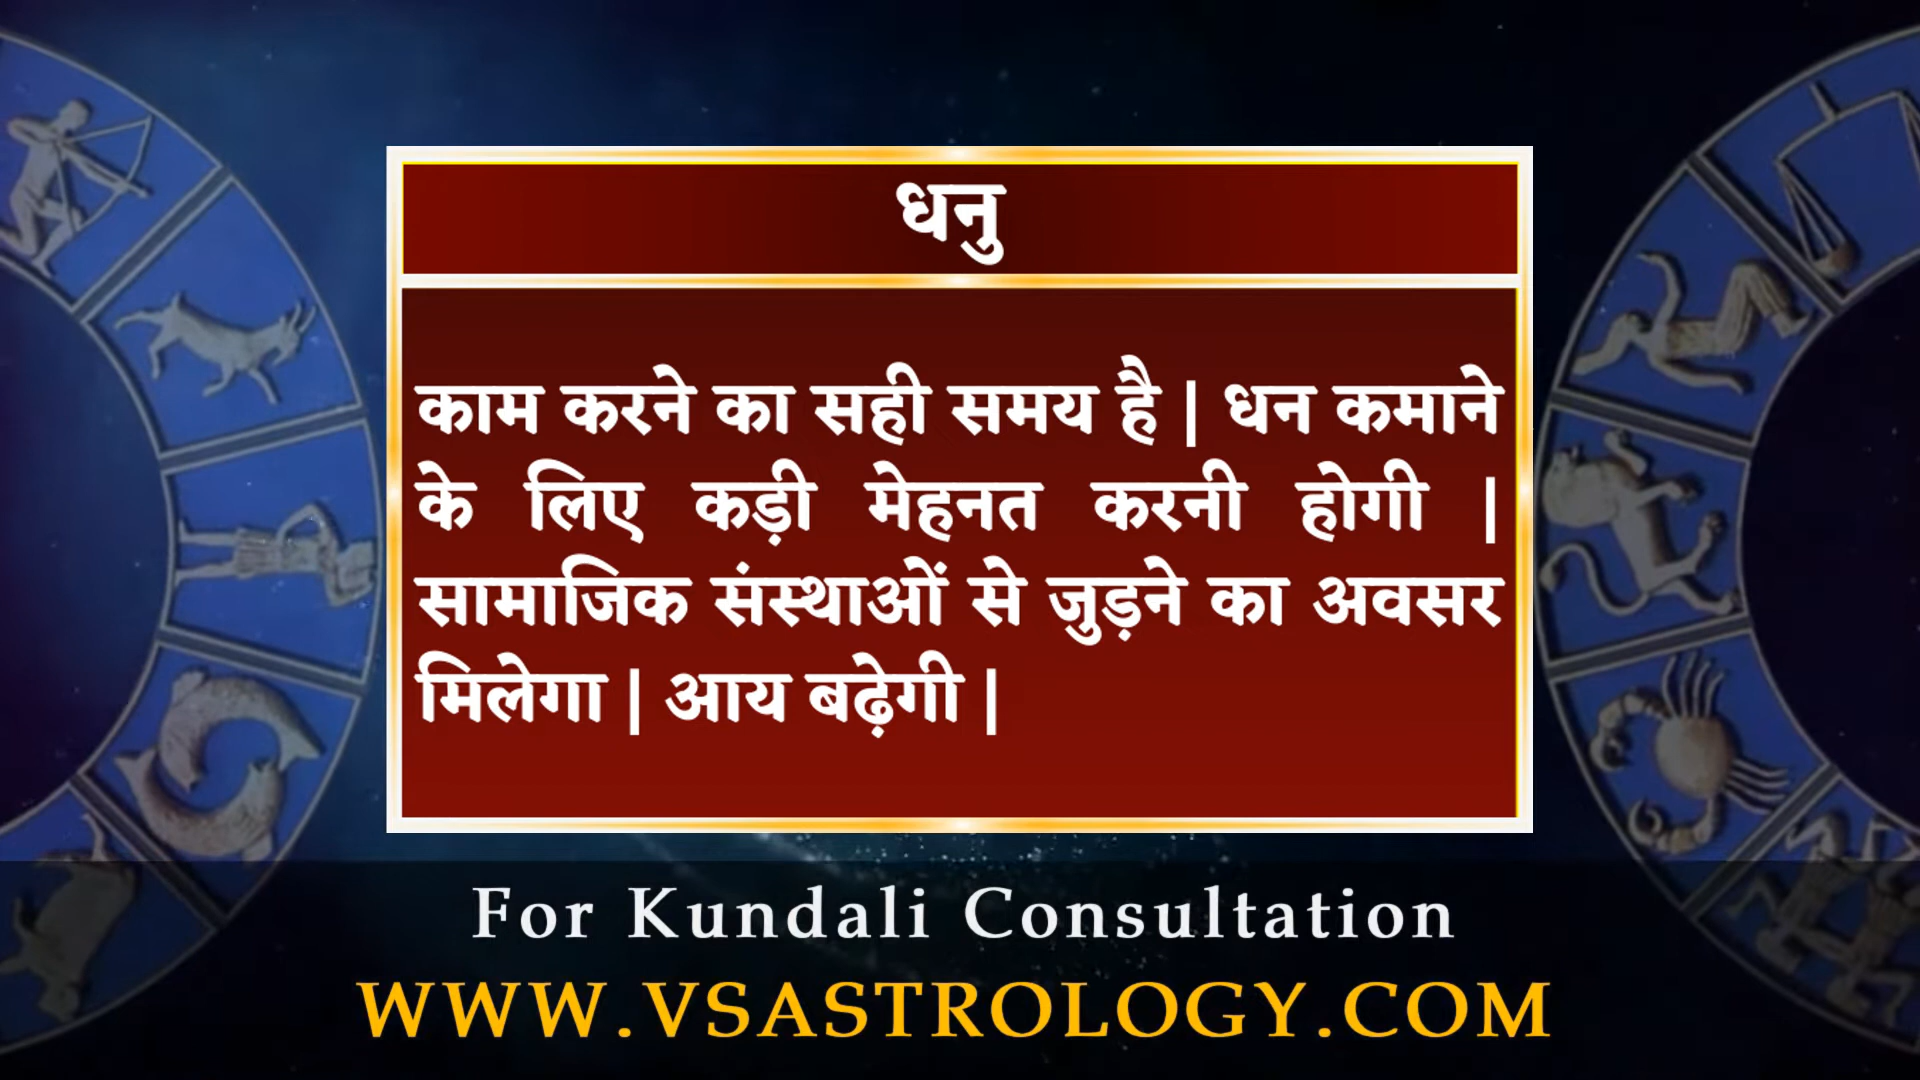 धनु
काम करने का सही समय है | धन कमाने
के लिए कड़ी मेहनत करनी होगी |
सामाजिक संस्थाओं से जुड़ने का अवसर
मिलेगा | आय बढ़ेगी |
For Kundali Consultation
WWW.VSASTROLOGY.COM